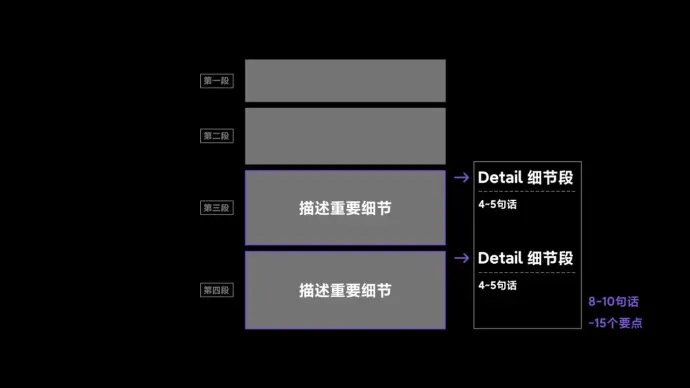 第一段
第二段
第三段
描述重要细节
Detail 细节段
4~5句话
第四段
描述重要细节
Detail 细节段
4~5句话
8~10句话
~15个要点